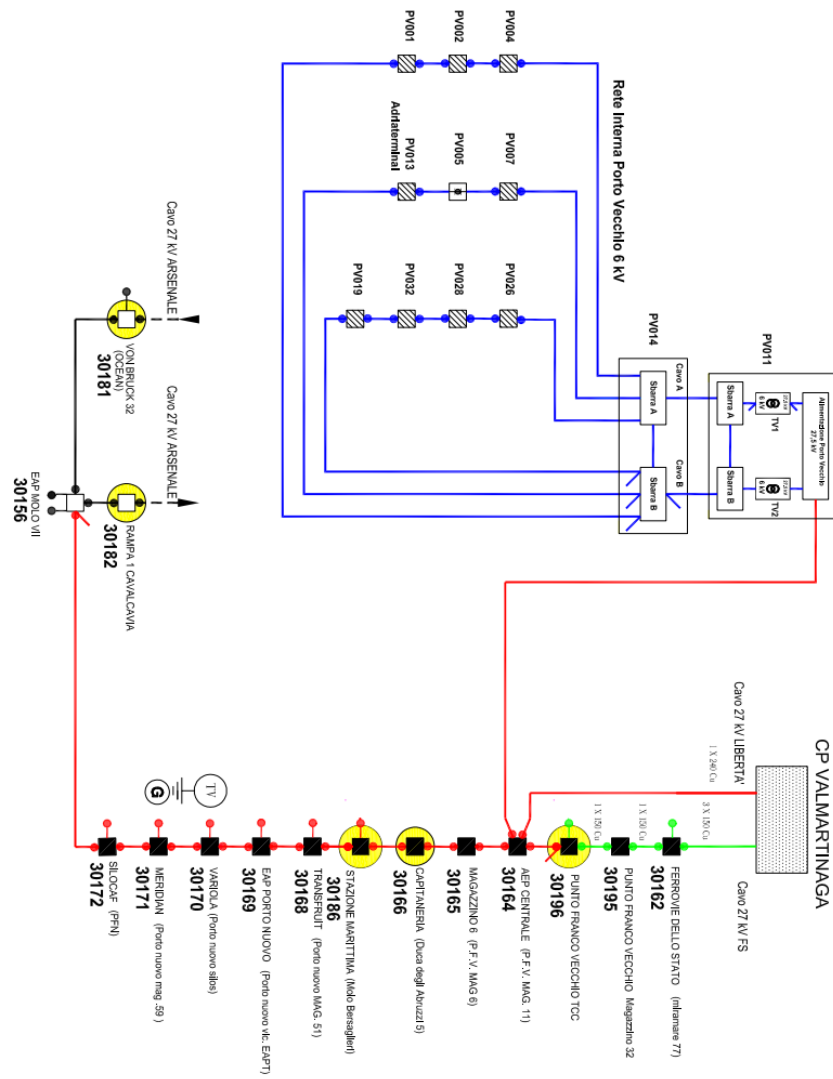 PV001
PV002
PV004
Rete Interna Porto Vecchio 6 kV
Adriaterminal
PV013
PV005
PV007
PV019
PV032
PV028
PV026
PV014
Cavo A
Sbarra A
Cavo B
Sbarra B
PV011
Sbarra A
Sbarra B
6 kV
TV1
6 kV
TV2
Alimentazione Porto Vecchio
27,5 kV
Cavo 27 kV ARSENALE
VON BRUCK 32
(OCEAN)
30181
Cavo 27 kV ARSENALE
RAMPA 1 CAVALCAVIA
30182
EAP MOLO VII
30156
CP VALMARTINAGA
Cavo 27 kV LIBERTA'
1 X 240 Cu
Cavo 27 kV FS
3 X 150 Cu
1 X 150 Cu
1 X 150 Cu
TV
G
FERROVIE DELLO STATO (miramare 77)
30162
PUNTO FRANCO VECCHIO Magazzino 32
30195
PUNTO FRANCO VECCHIO TCC
30196
AEP CENTRALE (P.F.V. MAG. 11)
30164
MAGAZZINO 6 (P.F.V. MAG 6)
30165
CAPITANERIA (Duca degli Abruzzi 5)
30166
STAZIONE MARITTIMA (Molo Bersaglieri)
30186
TRANSFRUIT (Porto nuovo MAG. 51)
30168
EAP PORTO NUOVO (Porto nuovo vic. EAPT)
30169
VARIOLA (Porto nuovo silos)
30170
MERIDIAN (Porto nuovo mag .59 )
30171
SILOCAF (PFN)
30172